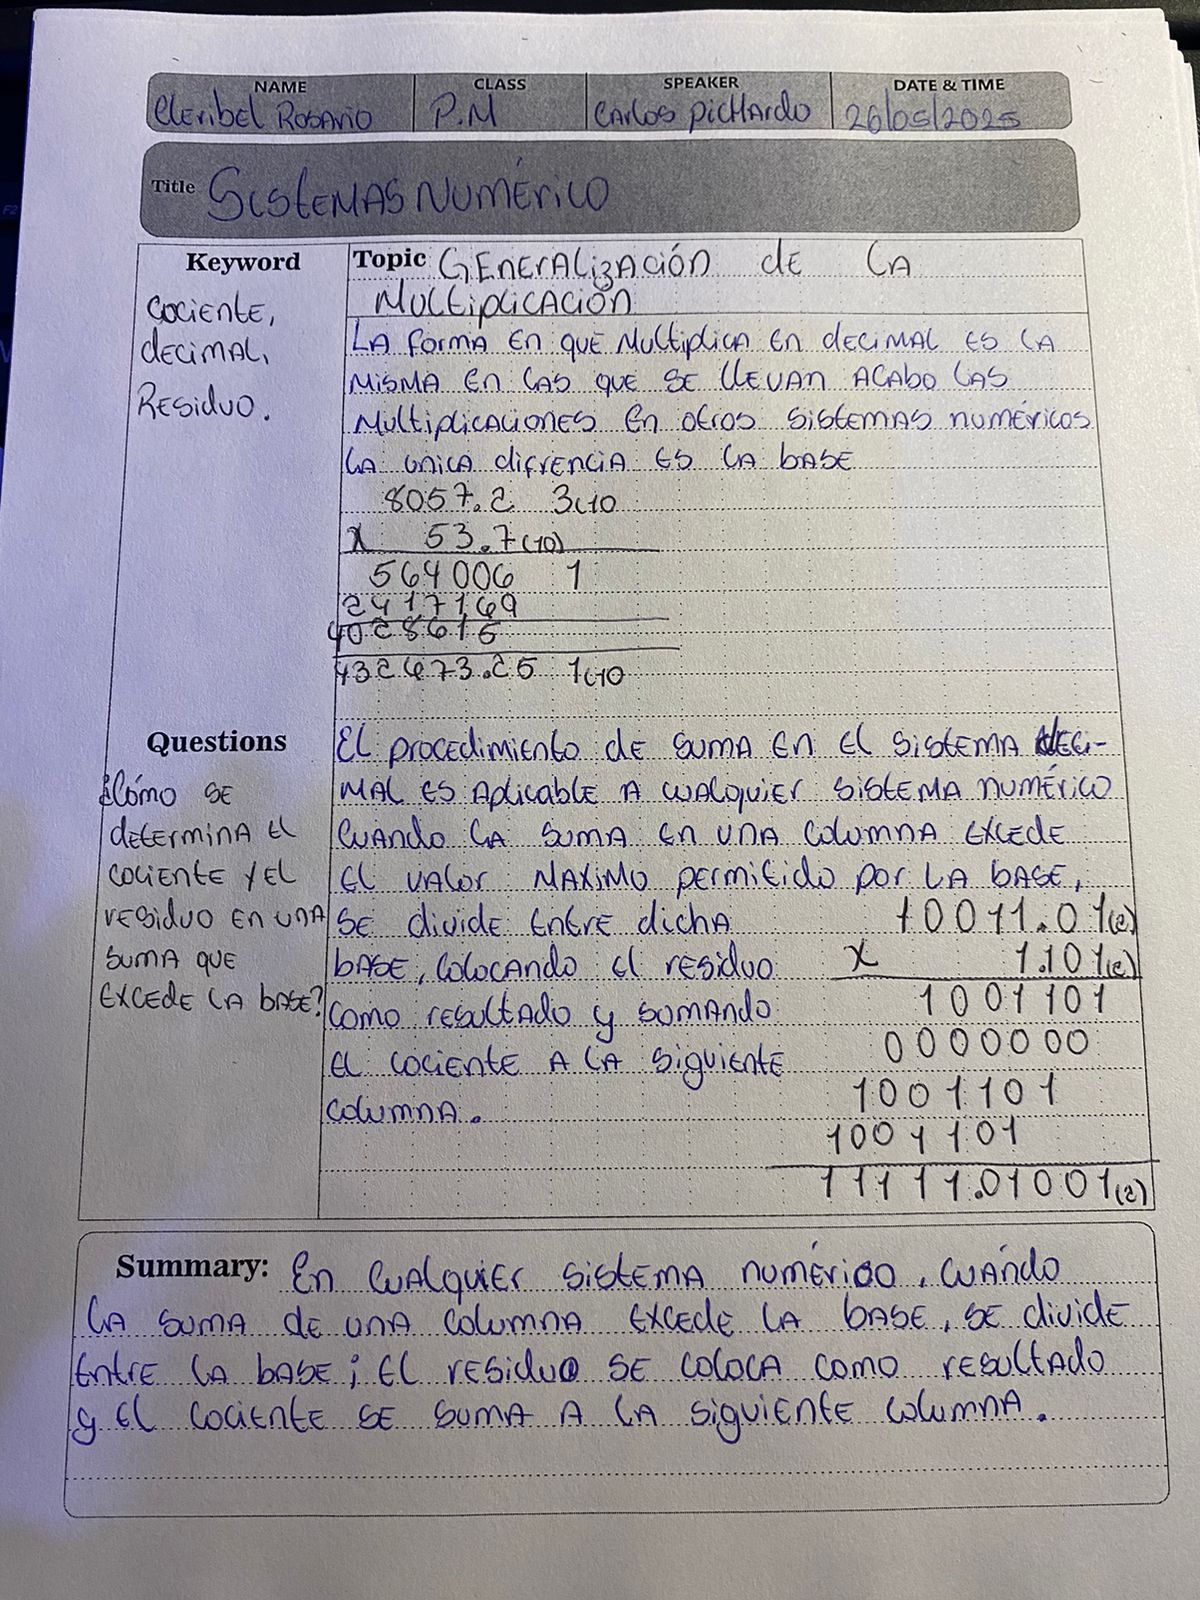 NAME CLASS SPEAKER DATE & TIME
Cleribel Rosario P.M Carlos Pichardo 26/05/2025
Title Sistemas numérico
Keyword
Cociente,
decimal,
Residuo.
Topic Generalización de la
Multiplicación
La forma en que multiplica en decimal es la
misma en las que se llevan acabo las
multiplicaciones en otros sistemas numéricos
la unica difrencia es la base
8057.2 3(10
x 53.7(10)
564006 1
2417169
4028615
432673.25 1(10
Questions
¿Cómo se
determina el
cociente y el
residuo en una
suma que
excede la base?
El procedimiento de suma en el sistema deci-
mal es aplicable a cualquier sistema numérico
cuando la suma en una columna excede
el valor maximo permitido por la base,
se divide entre dicha
base, colocando el residuo
como resultado y sumando
el cociente a la siguiente
columna.
10011.01(2)
x 1.101(2)
1001101
0000000
1001101
1001101
11111.01001(2)
Summary: En cualquier sistema numérico, cuándo
la suma de una columna excede la base, se divide
entre la base; el residuo se coloca como resultado
y el cociente se suma a la siguiente columna.